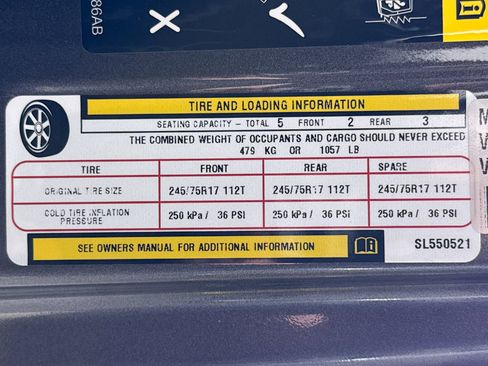 86AB
TIRE AND LOADING INFORMATION
SEATING CAPACITY – TOTAL 5 FRONT 2 REAR 3
THE COMBINED WEIGHT OF OCCUPANTS AND CARGO SHOULD NEVER EXCEED
479 KG OR 1057 LB
TIRE FRONT REAR SPARE
ORIGINAL TIRE SIZE 245/75R17 112T 245/75R17 112T 245/75R17 112T
COLD TIRE INFLATION PRESSURE 250 kPa / 36 PSI 250 kPa / 36 PSI 250 kPa / 36 PSI
SEE OWNERS MANUAL FOR ADDITIONAL INFORMATION
SL550521